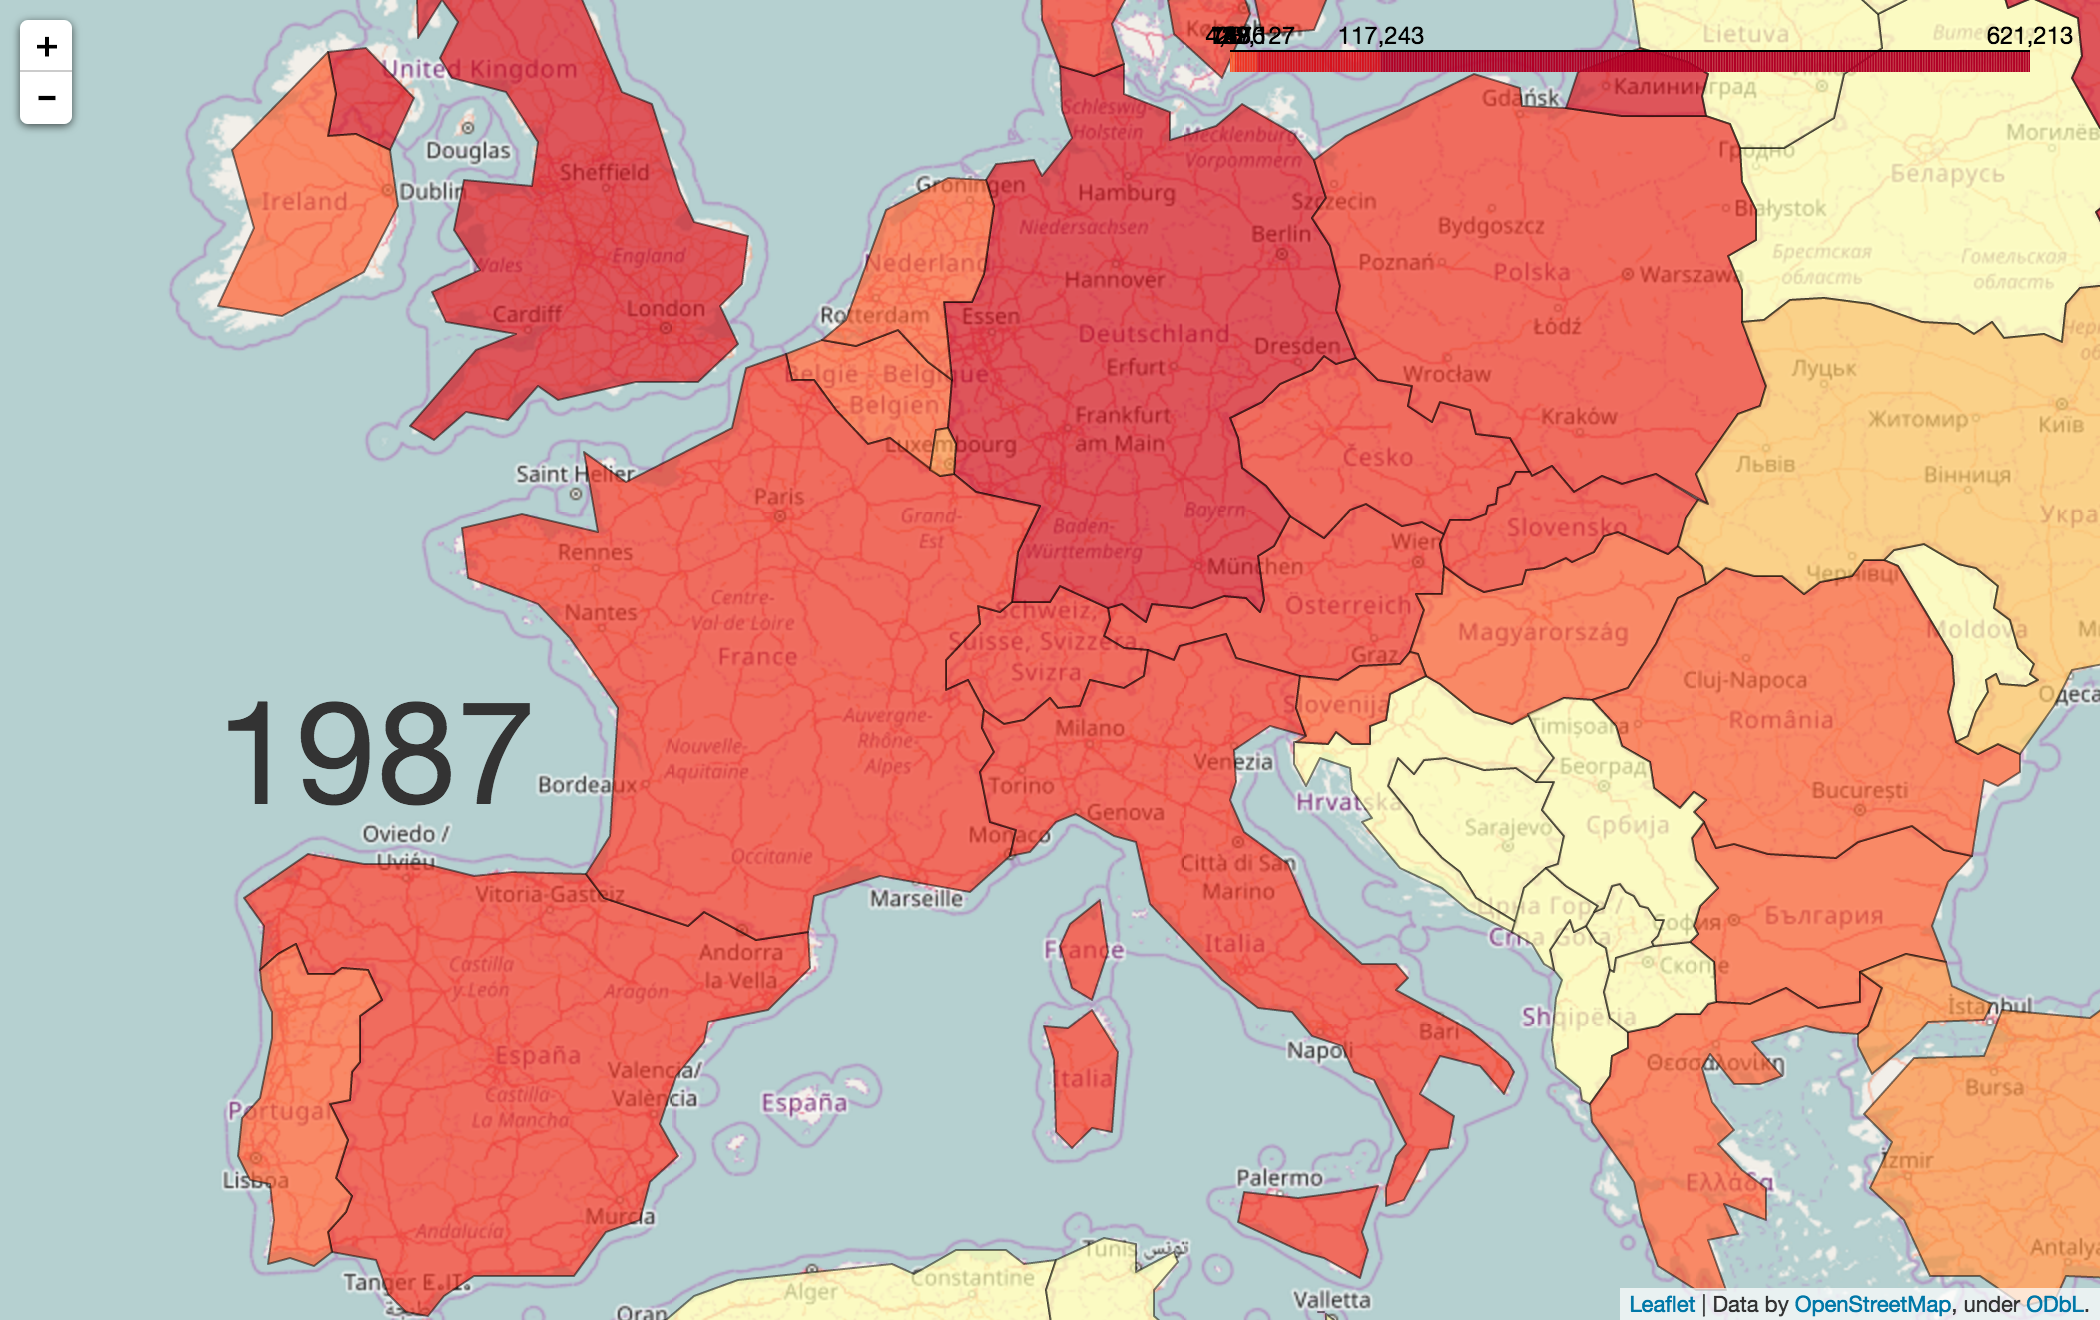 +
−
117,243
621,213
1987
København
Lietuva
Калининград
Gdańsk
United Kingdom
Schleswig-
Holstein
Mecklenburg-
Vorpommern
Могилёв
Гродно
Беларусь
Douglas
Sheffield
Hamburg
Groningen
Dublin
Ireland
Szczecin
Białystok
Bydgoszcz
Niedersachsen
Berlin
Брестская
область
Гомельская
область
Wales
England
Nederland
Hannover
Poznań
Polska
Warszawa
Cardiff
London
Rotterdam
Essen
Deutschland
Łódź
Dresden
Erfurt
Wrocław
Луцьк
België - Belgique
Belgien
Frankfurt
am Main
Kraków
Житомир
Київ
Luxembourg
Česko
Львів
Вінниця
Saint Helier
Paris
Grand-
Est
Bayern
Baden-
Württemberg
Slovensko
Укра
Rennes
Wien
München
Чернівці
Centre-
Val de Loire
Nantes
Schweiz,
Suisse, Svizzera,
Svizra
Österreich
Magyarország
Moldova
France
Graz
Cluj-Napoca
Одеса
Slovenija
România
Auvergne-
Rhône-
Alpes
Milano
Timișoara
Nouvelle-
Aquitaine
Venezia
Београд
Bordeaux
Torino
Hrvatska
București
Genova
Sarajevo
Србија
Oviedo /
Uviéu
Monaco
Occitanie
Città di San
Marino
Vitoria-Gasteiz
Marseille
Црна Гора /
Crna Gora
София
България
Andorra
la Vella
France
Italia
Скопје
Castilla
y León
Aragón
İstanbul
Shqipëria
Bari
Napoli
España
Θεσσαλονίκη
Valencia/
València
Italia
Bursa
Castilla-
La Mancha
Portugal
España
Lisboa
Palermo
İzmir
Ελλάδα
Murcia
Andalucía
Tunis تونس
Antalya
Tanger
Alger
Constantine
Oran
Valletta
Leaflet | Data by OpenStreetMap, under ODbL.